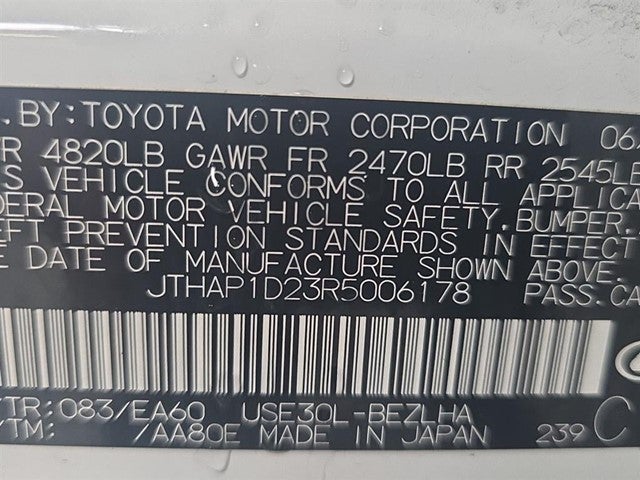 . BY: TOYOTA MOTOR CORPORATION 06/
R 4820LB GAWR FR 2470LB RR 2545LB
S VEHICLE CONFORMS TO ALL APPLICA
DERAL MOTOR VEHICLE SAFETY, BUMPER,
EFT PREVENTION STANDARDS IN EFFECT
E DATE OF MANUFACTURE SHOWN ABOVE.
JTHAP1D23R5006178 PASS.CA
TR: 083/EA60 USE30L-BEZLHA
/TM: /AA80E MADE IN JAPAN 239 C